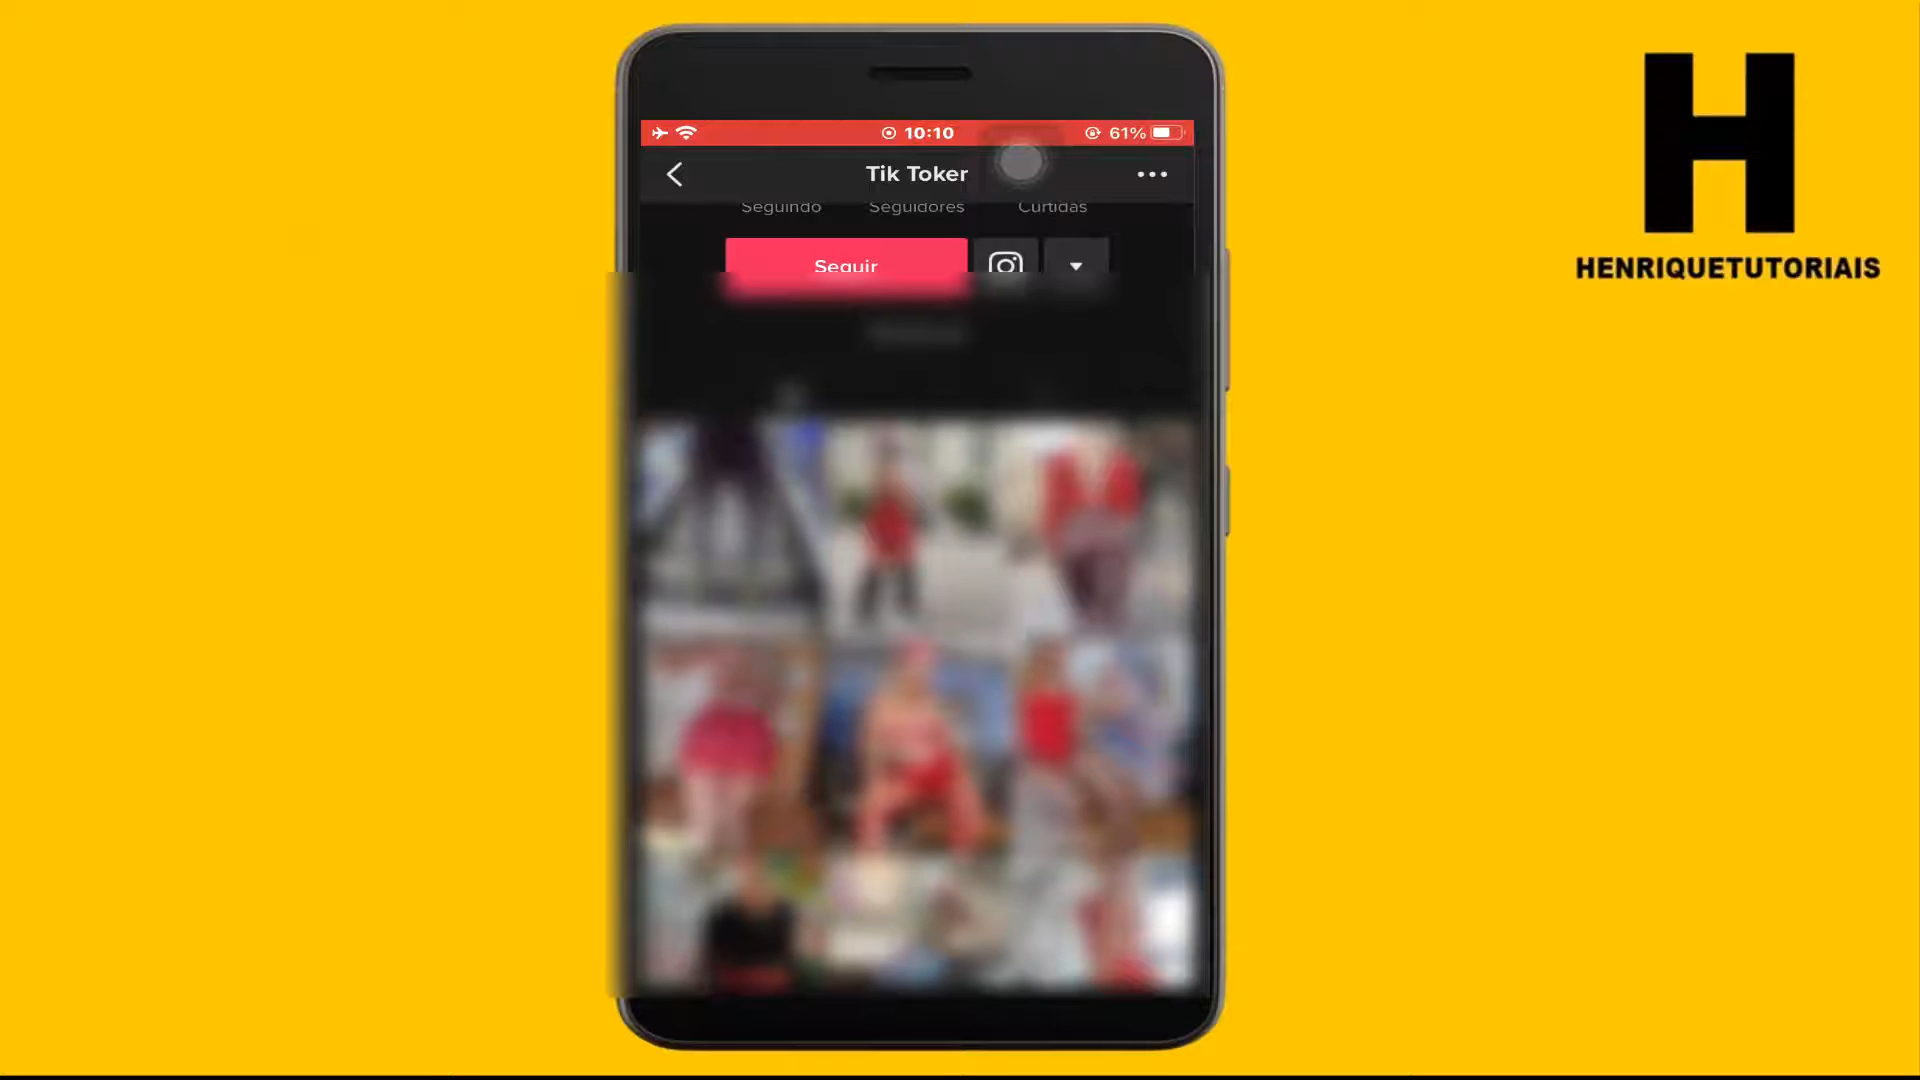 10:10
61%
Tik Toker
Seguindo Seguidores Curtidas
Seguir
H
HENRIQUETUTORIAIS